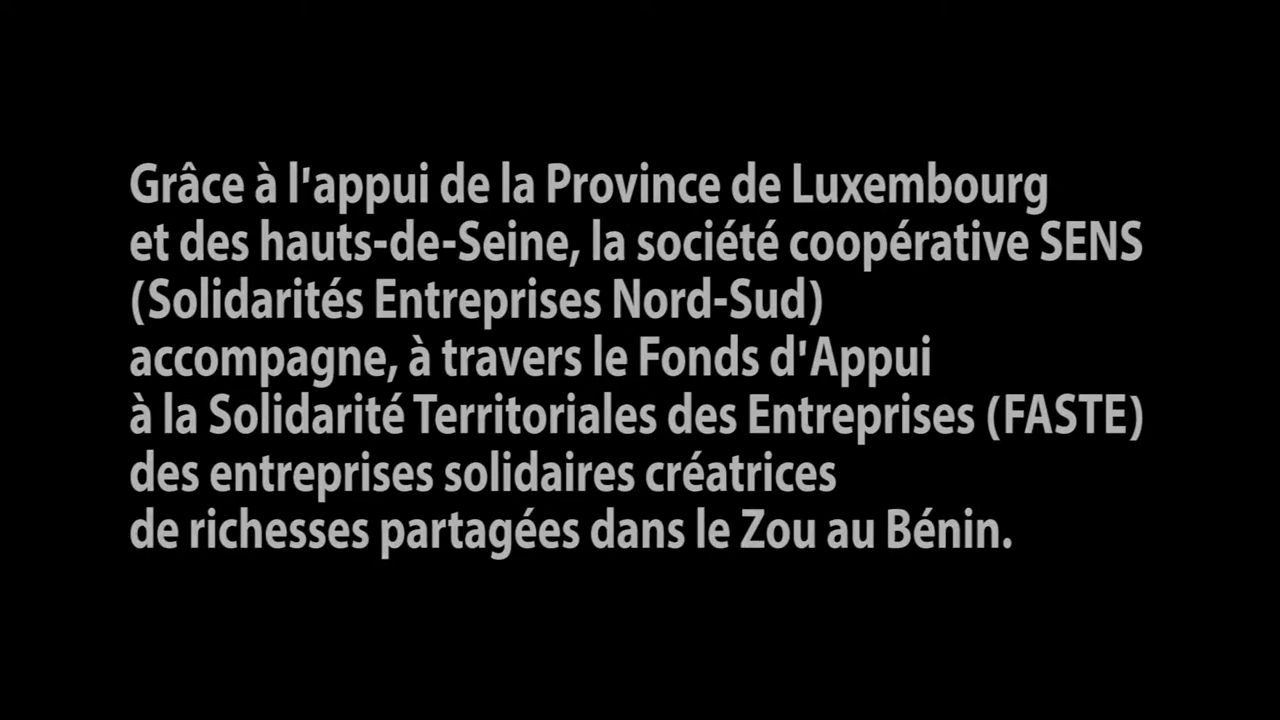 Grâce à l'appui de la Province de Luxembourg
et des hauts-de-Seine, la société coopérative SENS
(Solidarités Entreprises Nord-Sud)
accompagne, à travers le Fonds d'Appui
à la Solidarité Territoriales des Entreprises (FASTE)
des entreprises solidaires créatrices
de richesses partagées dans le Zou au Bénin.